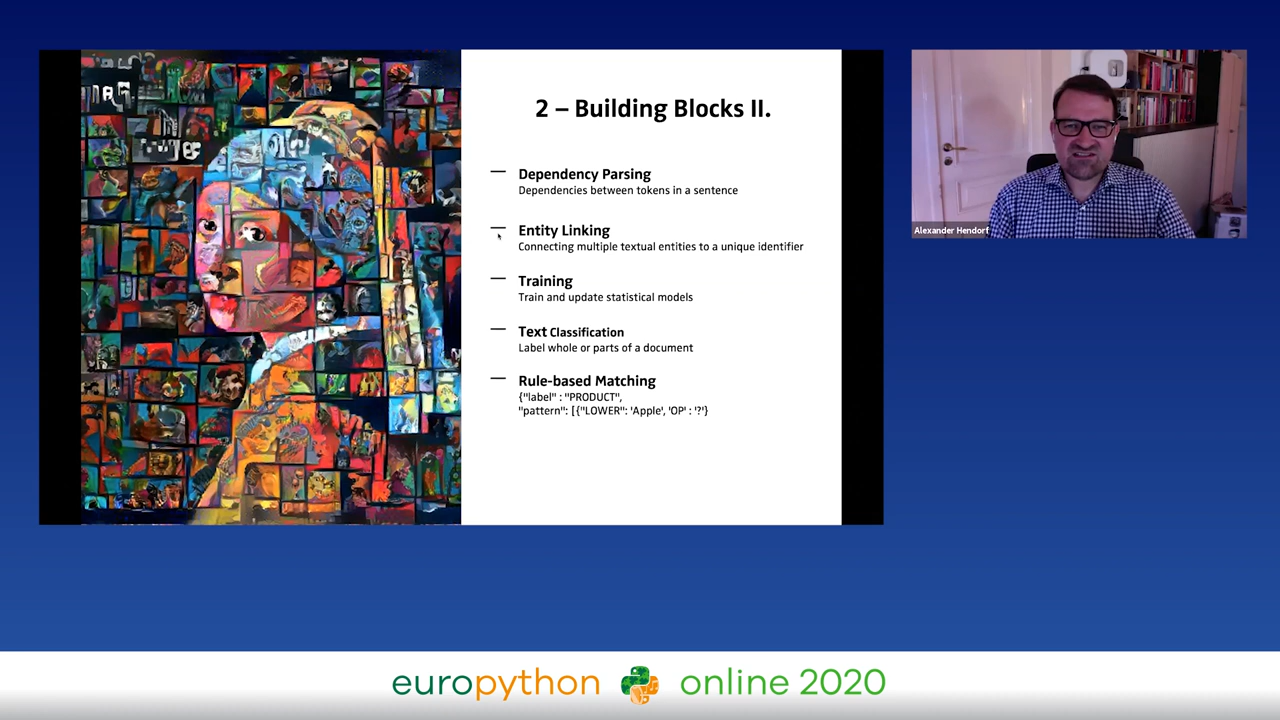 2 – Building Blocks II.
— Dependency Parsing
Dependencies between tokens in a sentence
— Entity Linking
Connecting multiple textual entities to a unique identifier
— Training
Train and update statistical models
— Text Classification
Label whole or parts of a document
— Rule-based Matching
{"label" : "PRODUCT",
"pattern": [{"LOWER": 'Apple', 'OP' : '?'}
Alexander Hendorf
europython online 2020